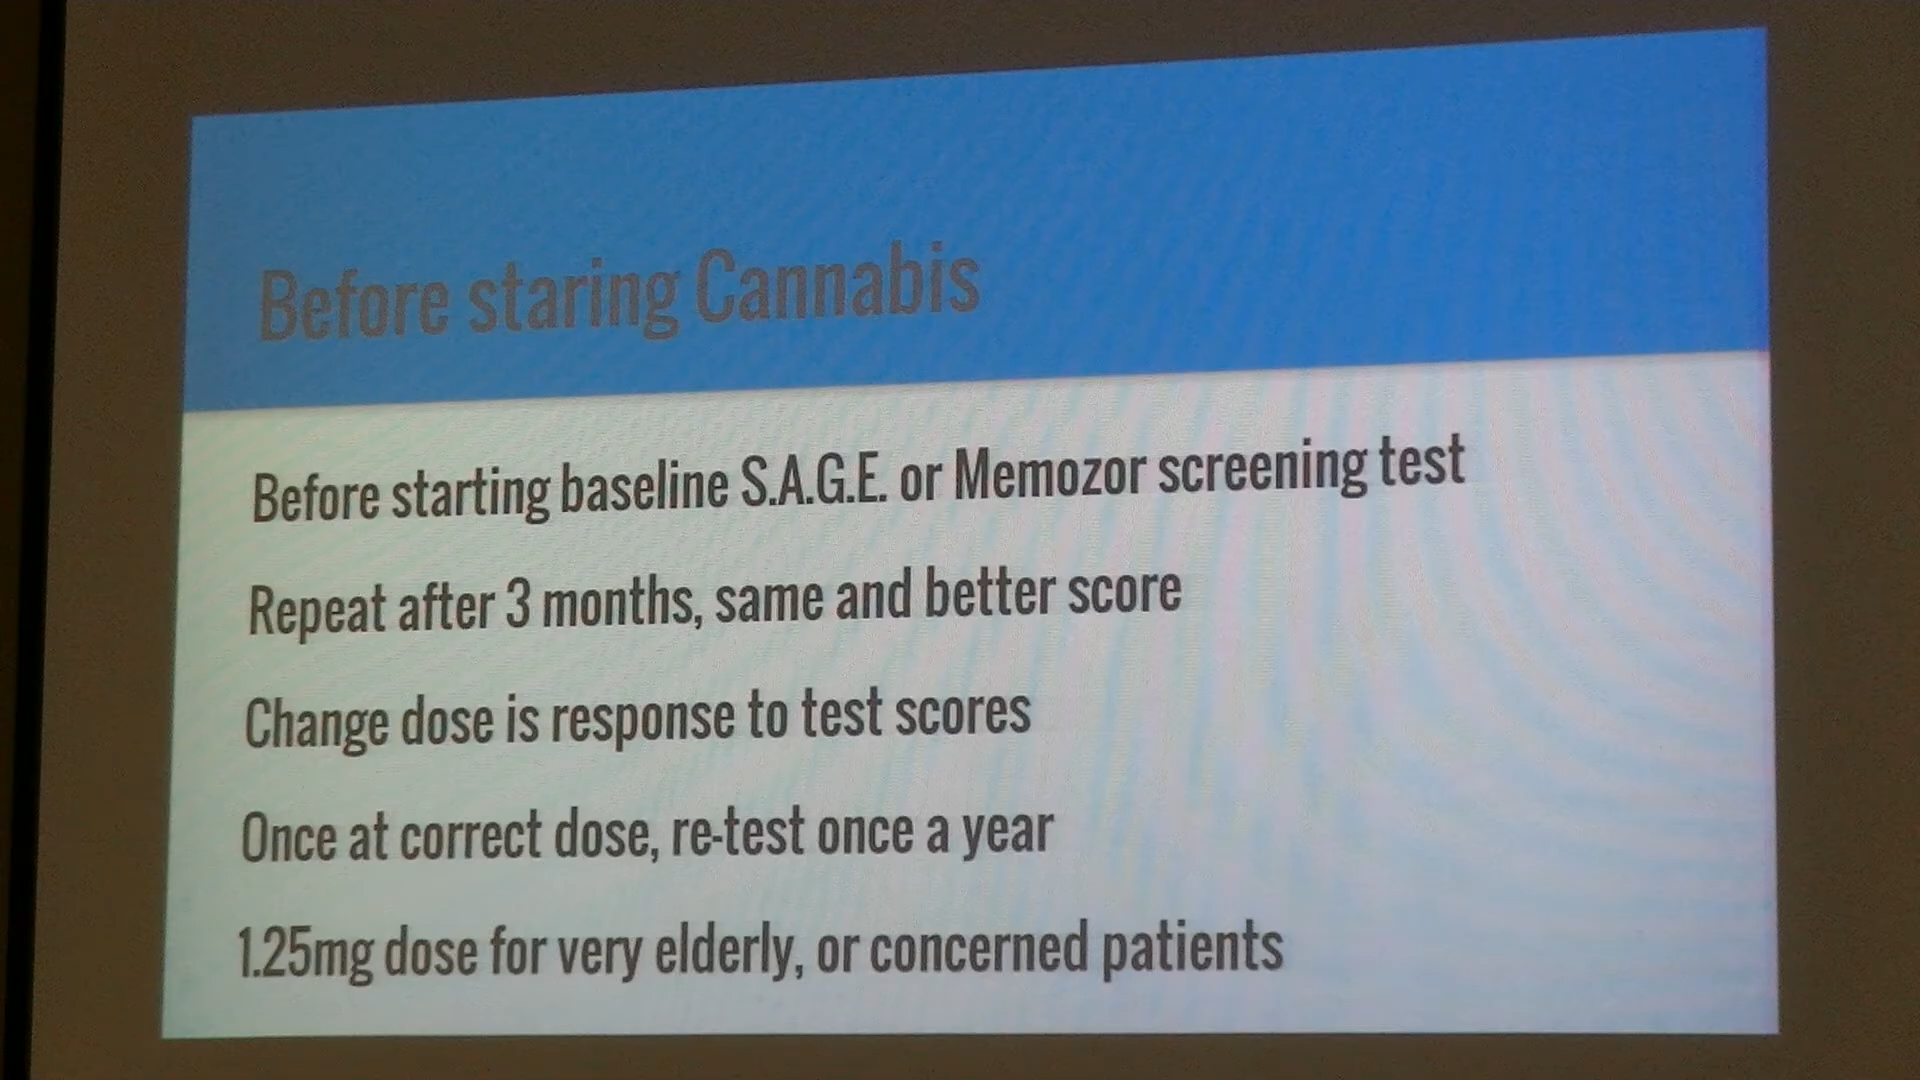 Before staring Cannabis
Before starting baseline S.A.G.E. or Memozor screening test
Repeat after 3 months, same and better score
Change dose is response to test scores
Once at correct dose, re-test once a year
1.25mg dose for very elderly, or concerned patients